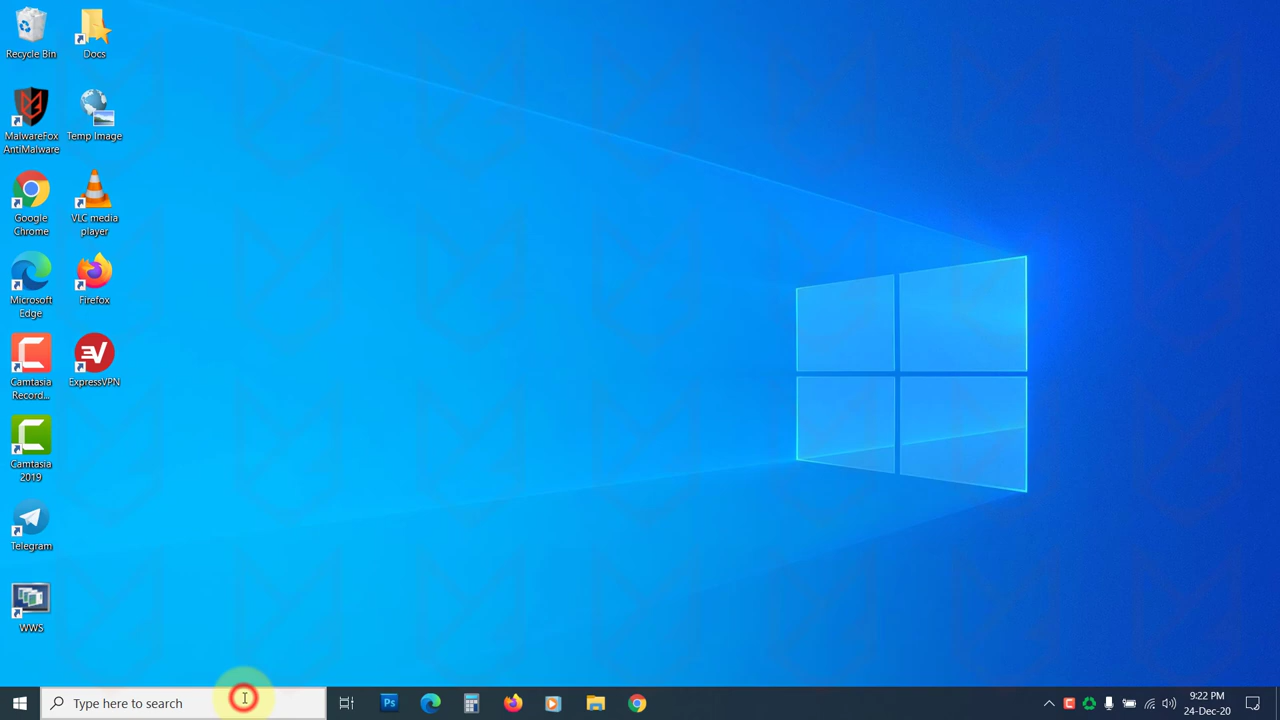 Recycle Bin
Docs
MalwareFox
AntiMalware
Temp Image
Google
Chrome
VLC media
player
Microsoft
Edge
Firefox
Camtasia
Record...
ExpressVPN
Camtasia
2019
Telegram
WWS
Type here to search
Ps
9:22 PM
24-Dec-20